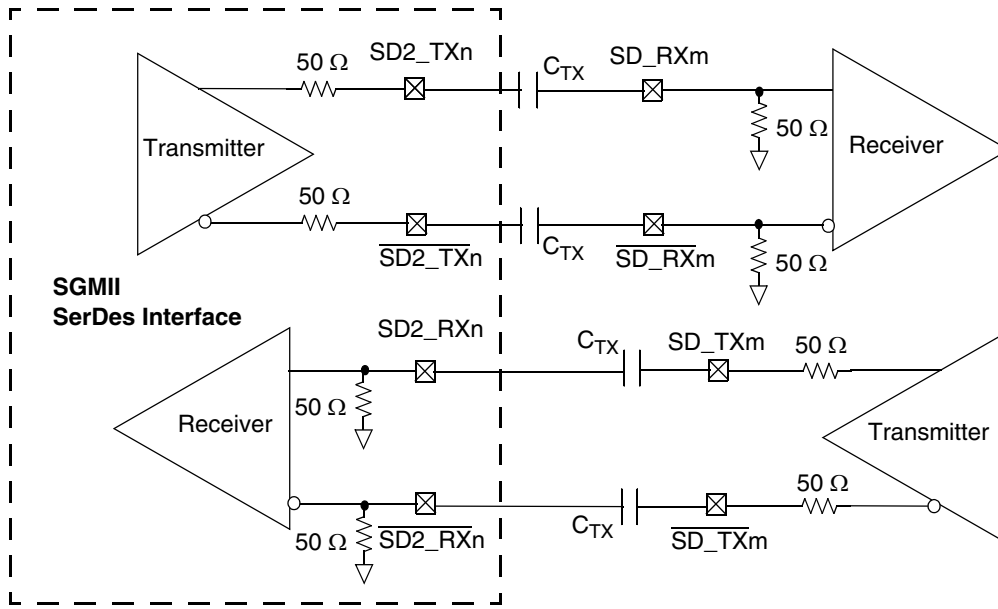 50 Ω
SD2_TXn
C_TX
SD_RXm
Transmitter
50 Ω
Receiver
50 Ω
SD2_TXn
C_TX
SD_RXm
50 Ω
SGMII
SerDes Interface
SD2_RXn
C_TX
SD_TXm
50 Ω
50 Ω
Receiver
Transmitter
50 Ω
SD2_RXn
C_TX
SD_TXm
50 Ω